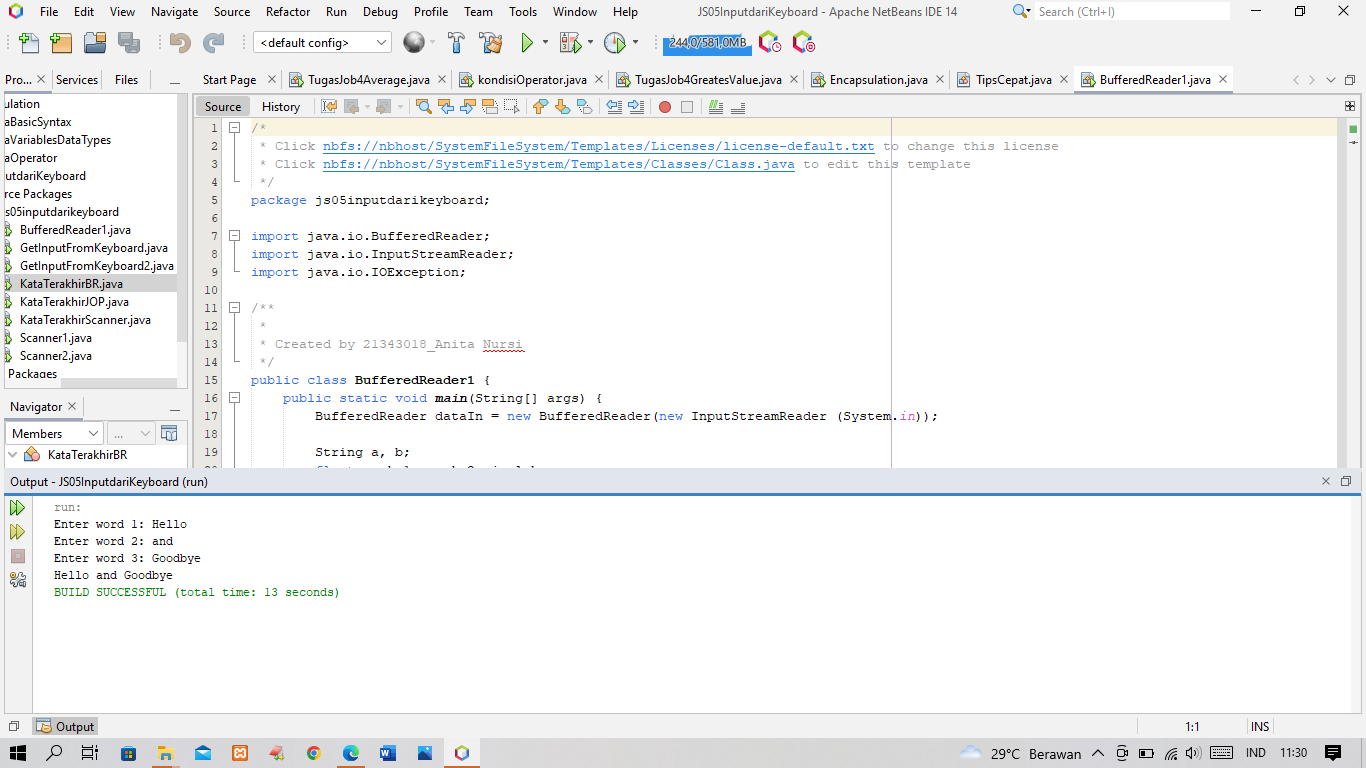 File Edit View Navigate Source Refactor Run Debug Profile Team Tools Window Help JS05InputdariKeyboard - Apache NetBeans IDE 14 Search (Ctrl+I)
<default config> 244,0/581,0MB
Pro... Services Files Start Page TugasJob4Average.java kondisiOperator.java TugasJob4GreatesValue.java Encapsulation.java TipsCepat.java BufferedReader1.java
Source History
ulation
aBasicSyntax
aVariablesDataTypes
aOperator
utdariKeyboard
rce Packages
s05inputdarikeyboard
BufferedReader1.java
GetInputFromKeyboard.java
GetInputFromKeyboard2.java
KataTerakhirBR.java
KataTerakhirJOP.java
KataTerakhirScanner.java
Scanner1.java
Scanner2.java
Packages
Navigator
Members ...
KataTerakhirBR
1 /*
2 * Click nbfs://nbhost/SystemFileSystem/Templates/Licenses/license-default.txt to change this license
3 * Click nbfs://nbhost/SystemFileSystem/Templates/Classes/Class.java to edit this template
4 */
5 package js05inputdarikeyboard;
6
7 import java.io.BufferedReader;
8 import java.io.InputStreamReader;
9 import java.io.IOException;
10
11 /**
12 *
13 * Created by 21343018_Anita Nursi
14 */
15 public class BufferedReader1 {
16 public static void main(String[] args) {
17 BufferedReader dataIn = new BufferedReader(new InputStreamReader (System.in));
18
19 String a, b;
Output - JS05InputdariKeyboard (run)
run:
Enter word 1: Hello
Enter word 2: and
Enter word 3: Goodbye
Hello and Goodbye
BUILD SUCCESSFUL (total time: 13 seconds)
Output 1:1 INS
29°C Berawan IND 11:30